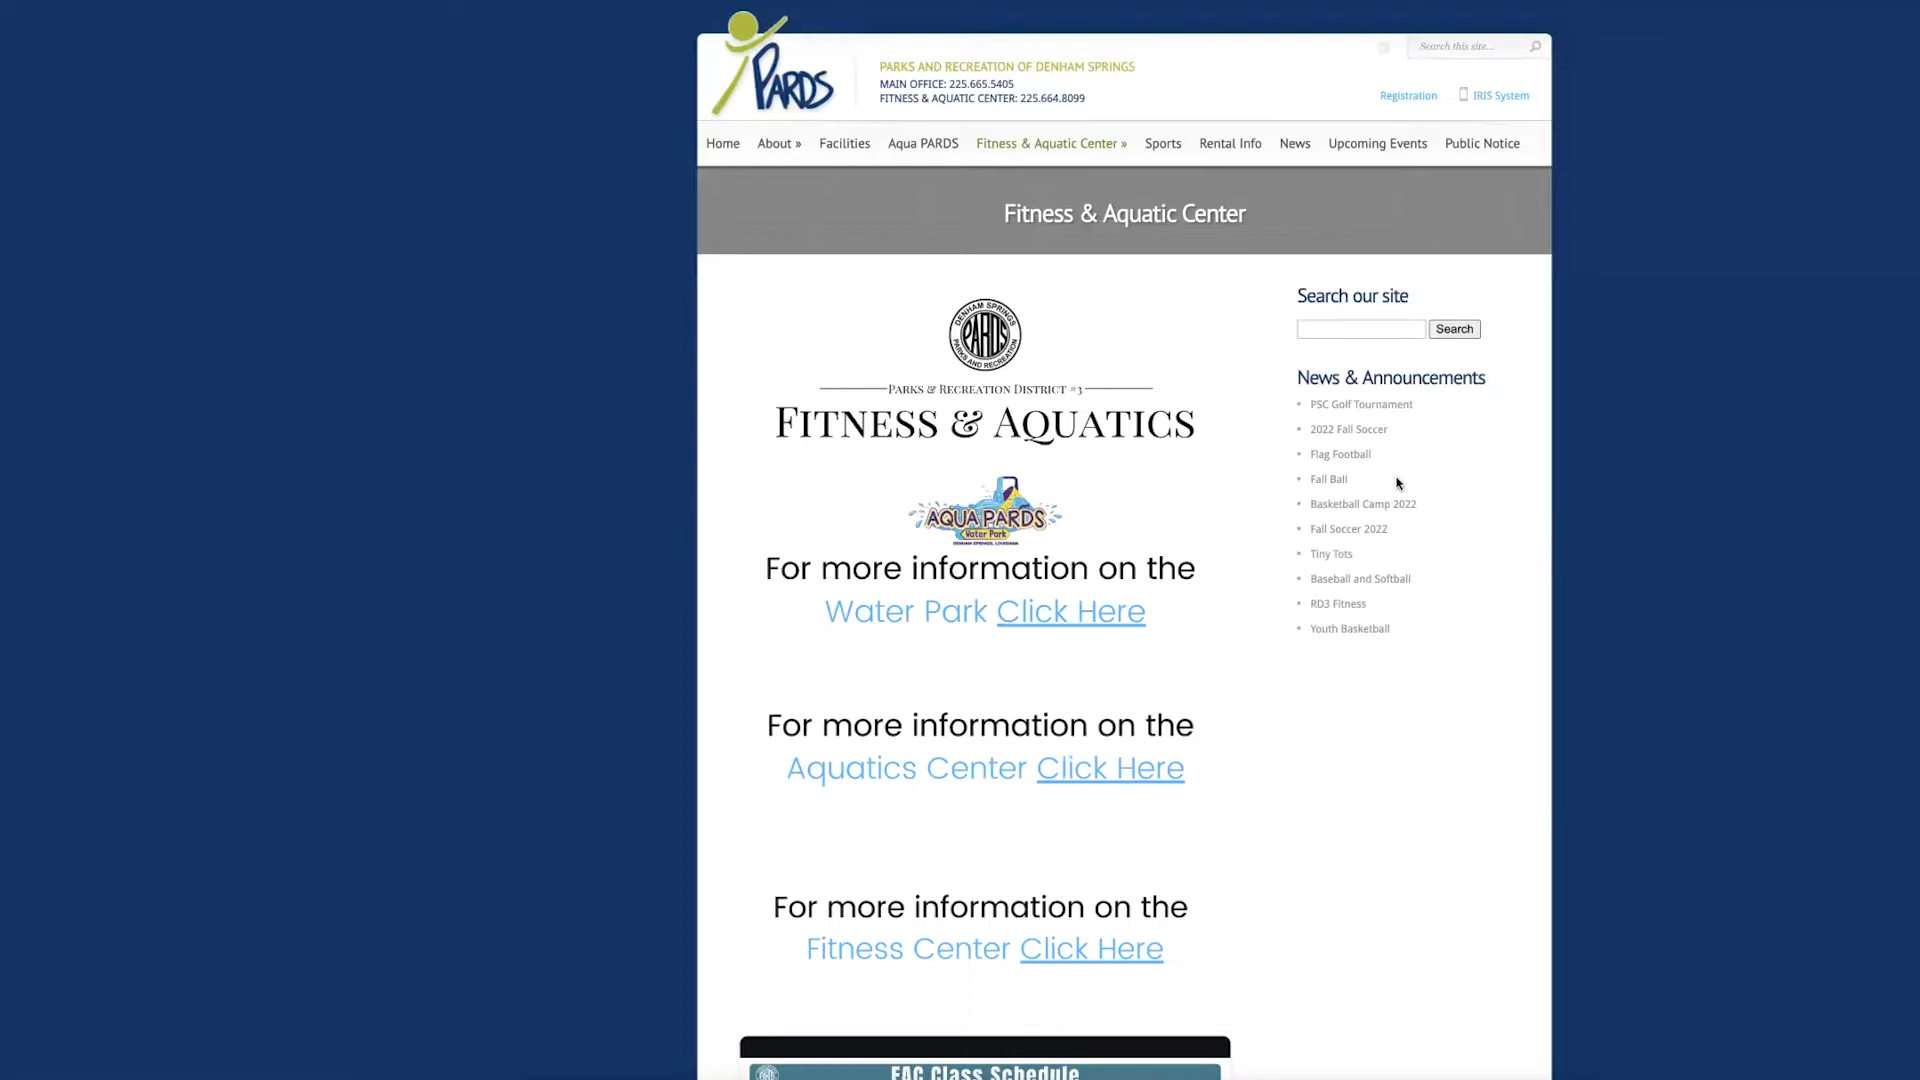 PARDS
PARKS AND RECREATION OF DENHAM SPRINGS
MAIN OFFICE: 225.665.5405
FITNESS & AQUATIC CENTER: 225.664.8099
Search this site...
Registration
IRIS System
Home
About »
Facilities
Aqua PARDS
Fitness & Aquatic Center »
Sports
Rental Info
News
Upcoming Events
Public Notice
Fitness & Aquatic Center
DENHAM SPRINGS
PARDS
PARKS AND RECREATION
PARKS & RECREATION DISTRICT #3
FITNESS & AQUATICS
AQUA PARDS
Water Park
DENHAM SPRINGS, LOUISIANA
For more information on the
Water Park Click Here
For more information on the
Aquatics Center Click Here
For more information on the
Fitness Center Click Here
FAC Class Schedule
Search our site
Search
News & Announcements
PSC Golf Tournament
2022 Fall Soccer
Flag Football
Fall Ball
Basketball Camp 2022
Fall Soccer 2022
Tiny Tots
Baseball and Softball
RD3 Fitness
Youth Basketball